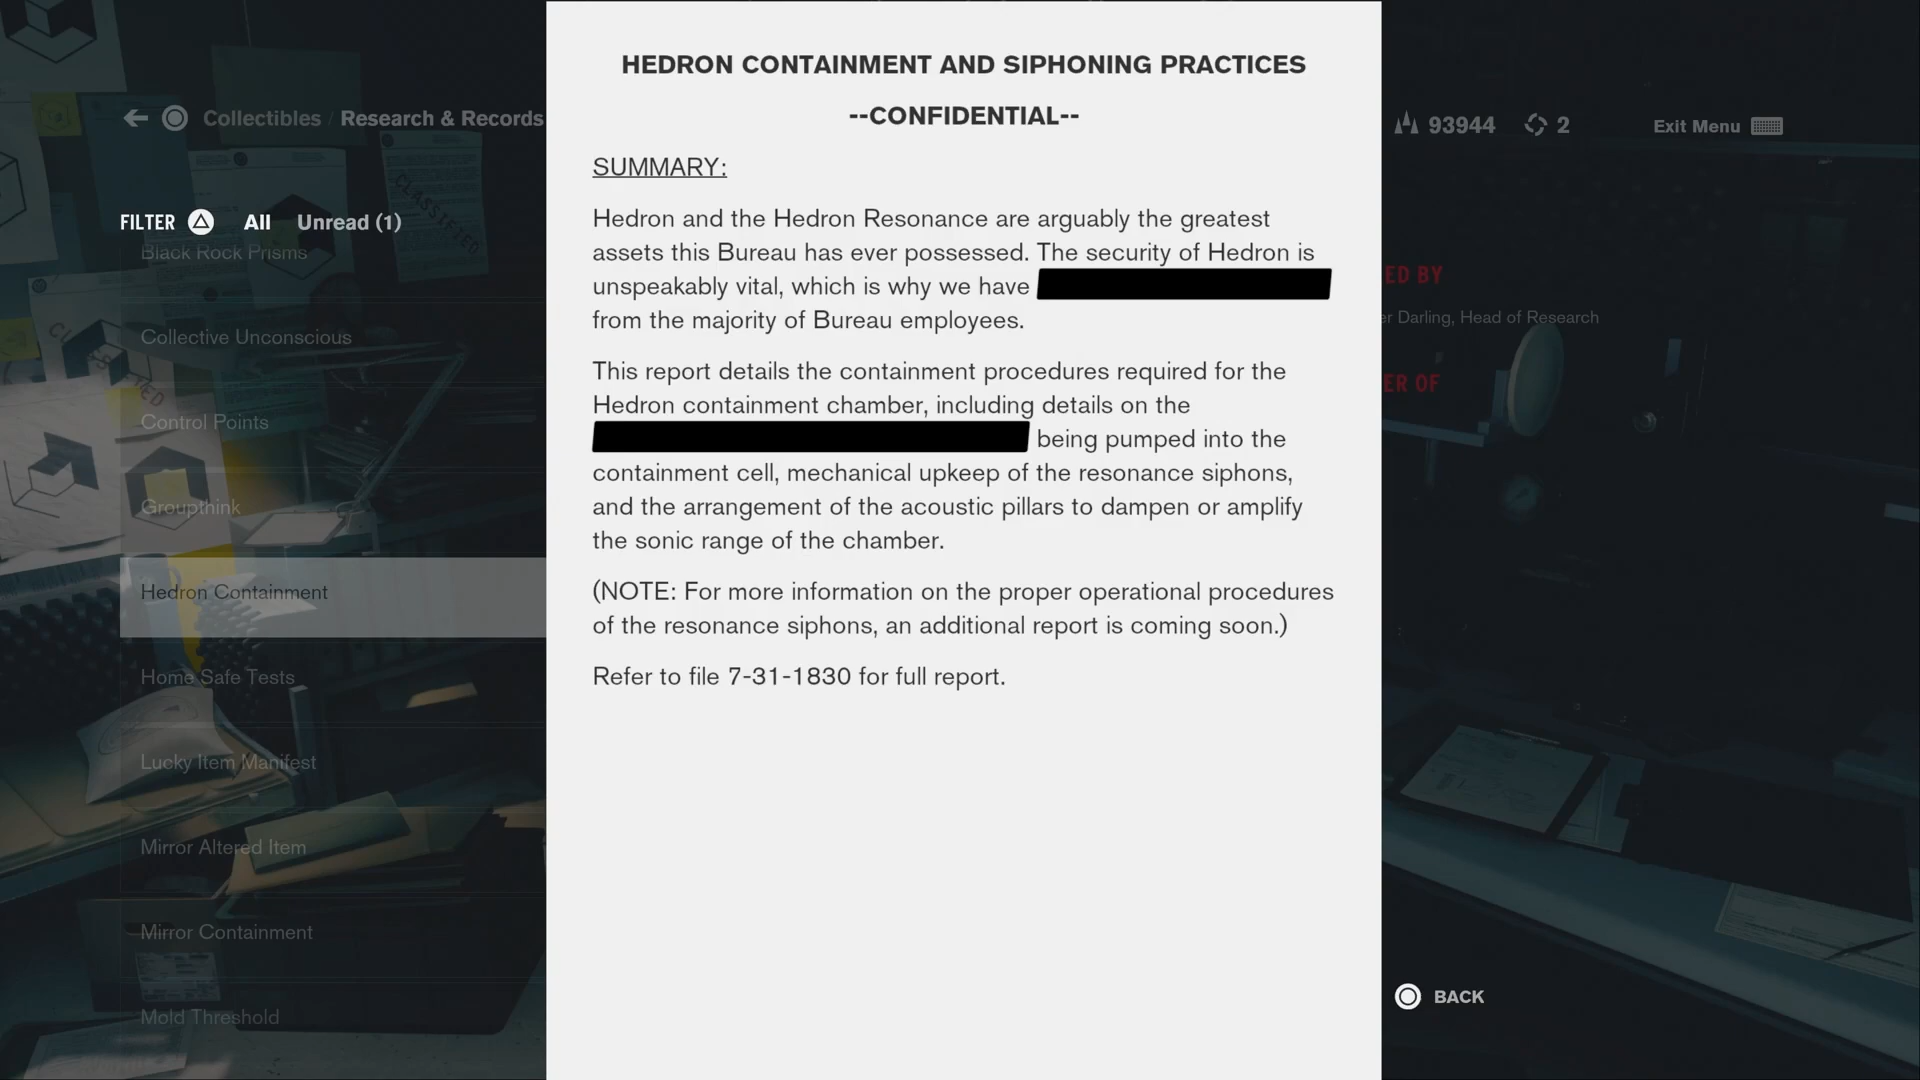 HEDRON CONTAINMENT AND SIPHONING PRACTICES
--CONFIDENTIAL--
SUMMARY:
Hedron and the Hedron Resonance are arguably the greatest
assets this Bureau has ever possessed. The security of Hedron is
unspeakably vital, which is why we have
from the majority of Bureau employees.
This report details the containment procedures required for the
Hedron containment chamber, including details on the
being pumped into the
containment cell, mechanical upkeep of the resonance siphons,
and the arrangement of the acoustic pillars to dampen or amplify
the sonic range of the chamber.
(NOTE: For more information on the proper operational procedures
of the resonance siphons, an additional report is coming soon.)
Refer to file 7-31-1830 for full report.
Collectibles / Research & Records
FILTER All Unread (1)
Black Rock Prisms
Collective Unconscious
Control Points
Groupthink
Hedron Containment
Home Safe Tests
Lucky Item Manifest
Mirror Altered Item
Mirror Containment
Mold Threshold
CLASSIFIED
93944 2 Exit Menu
ED BY
er Darling, Head of Research
ER OF
BACK